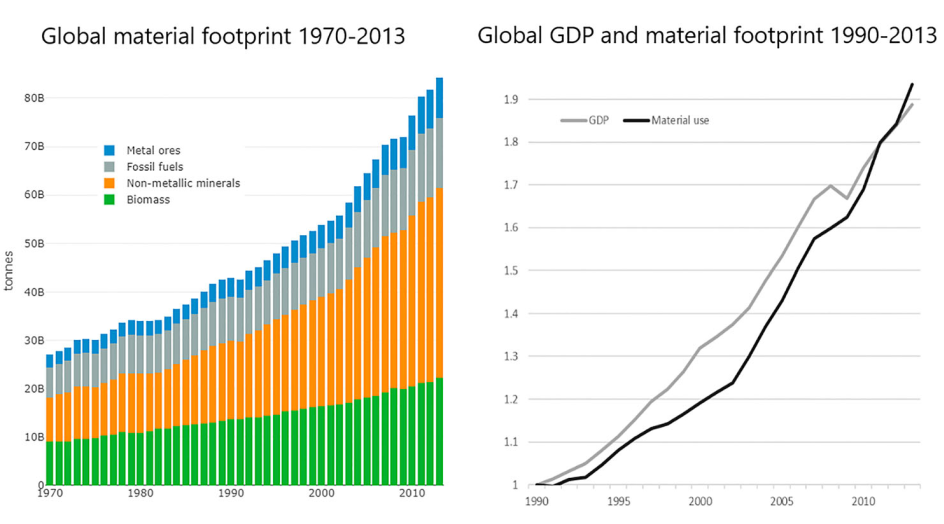 Global material footprint 1970-2013
80B
70B
60B
50B
40B
30B
20B
10B
0
tonnes
Metal ores
Fossil fuels
Non-metallic minerals
Biomass
1970
1980
1990
2000
2010
Global GDP and material footprint 1990-2013
1.9
1.8
1.7
1.6
1.5
1.4
1.3
1.2
1.1
1
GDP
Material use
1990
1995
2000
2005
2010